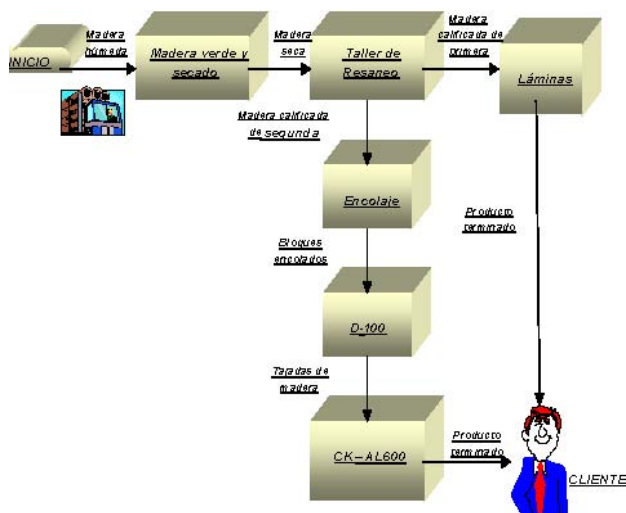 INICIO
Madera
húmeda
Madera verde y
secado
Madera
seca
Taller de
Resaneo
Madera
calificada de
primera
Láminas
Madera calificada
de segunda
Encolaje
Bloques
encolados
D-100
Tajadas de
madera
CK-AL600
Producto
terminado
Producto
terminado
CLIENTE